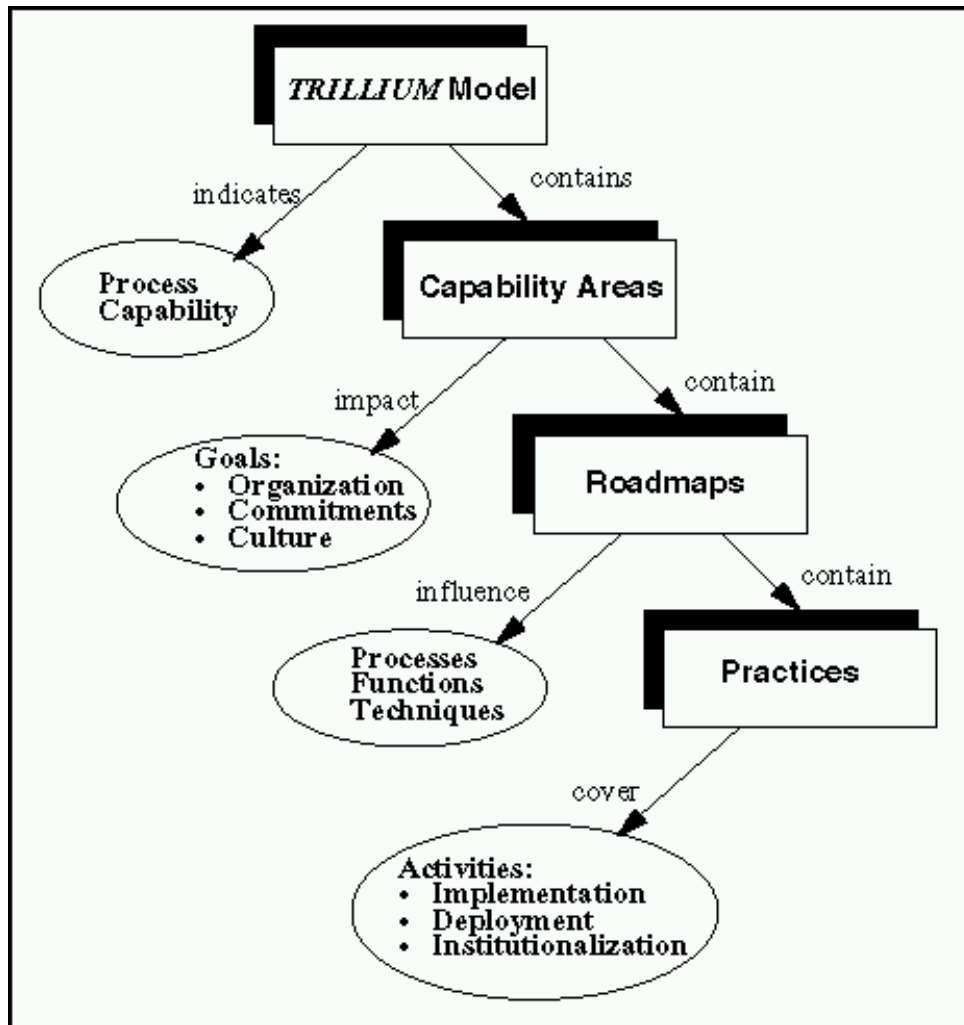 TRILLIUM Model
indicates
contains
Process
Capability
Capability Areas
impact
contain
Goals:
• Organization
• Commitments
• Culture
Roadmaps
influence
contain
Processes
Functions
Techniques
Practices
cover
Activities:
• Implementation
• Deployment
• Institutionalization